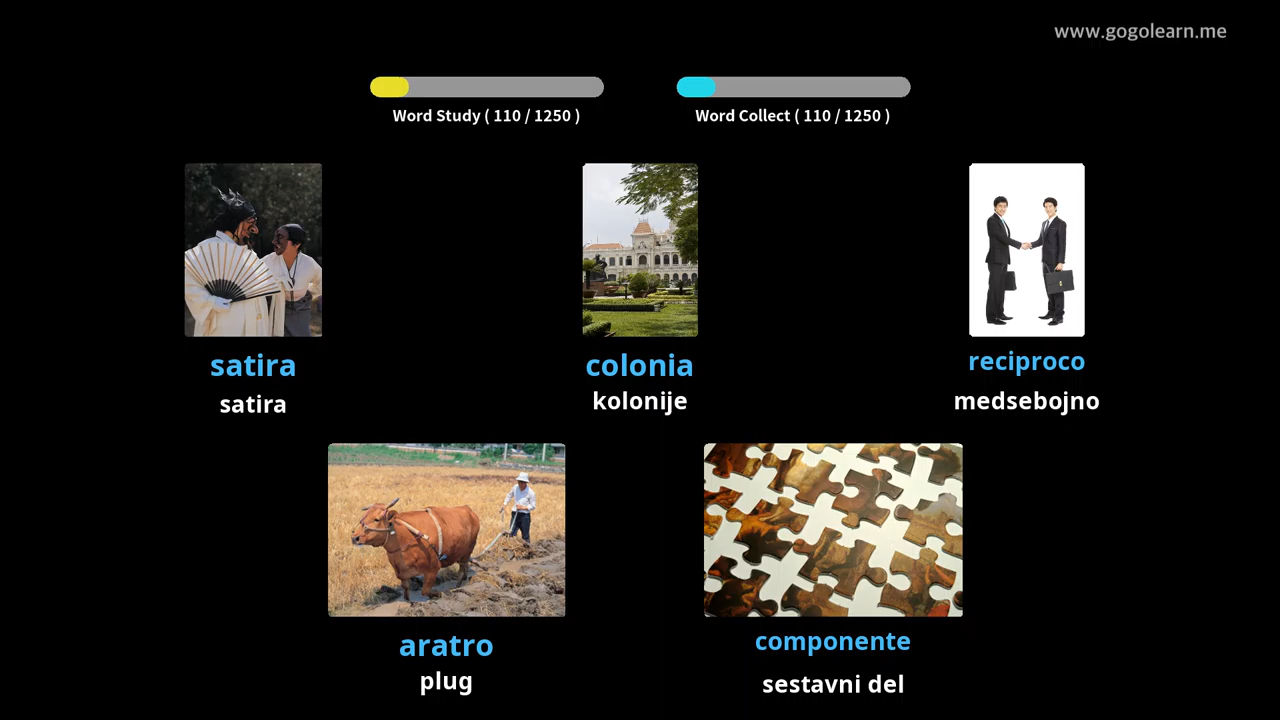 www.gogolearn.me
Word Study ( 110 / 1250 )
Word Collect ( 110 / 1250 )
satira
satira
colonia
kolonije
reciproco
medsebojno
aratro
plug
componente
sestavni del